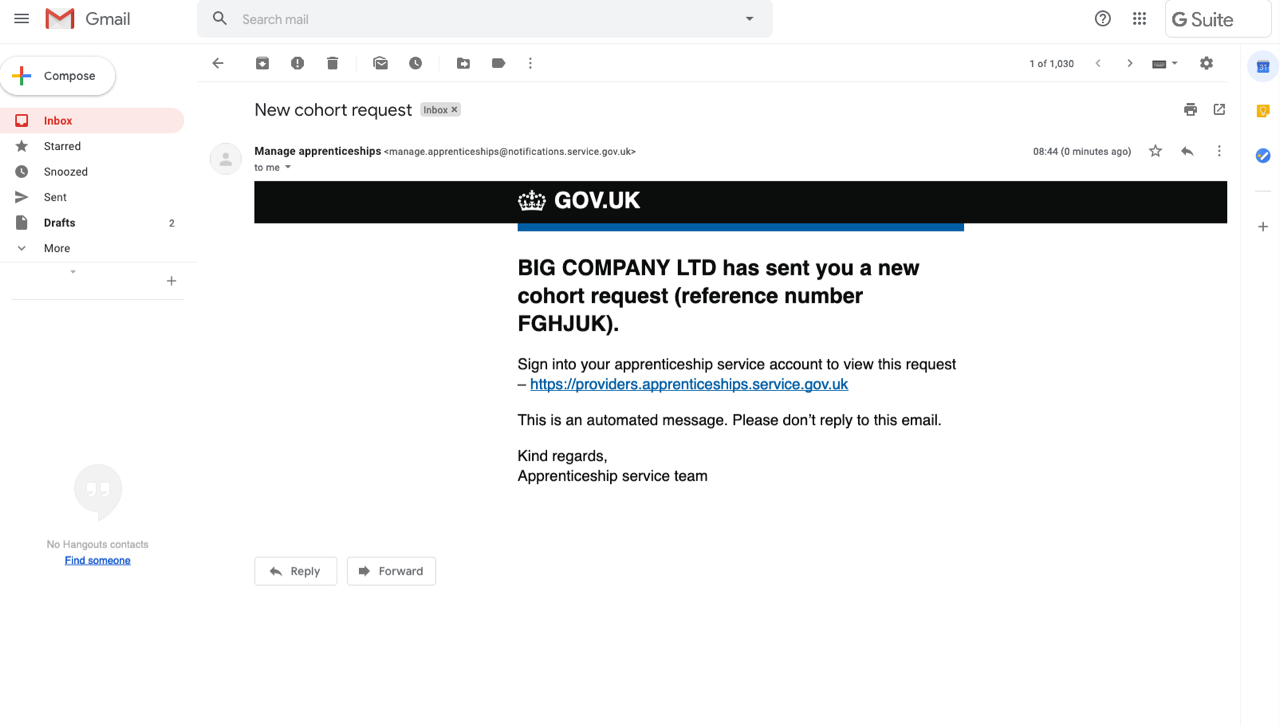 Gmail
Search mail
G Suite
Compose
1 of 1,030
31
Inbox
Starred
Snoozed
Sent
Drafts 2
More
No Hangouts contacts
Find someone
New cohort request Inbox ×
Manage apprenticeships <manage.apprenticeships@notifications.service.gov.uk> 08:44 (0 minutes ago)
to me
GOV.UK
BIG COMPANY LTD has sent you a new
cohort request (reference number
FGHJUK).
Sign into your apprenticeship service account to view this request
– https://providers.apprenticeships.service.gov.uk
This is an automated message. Please don’t reply to this email.
Kind regards,
Apprenticeship service team
Reply Forward